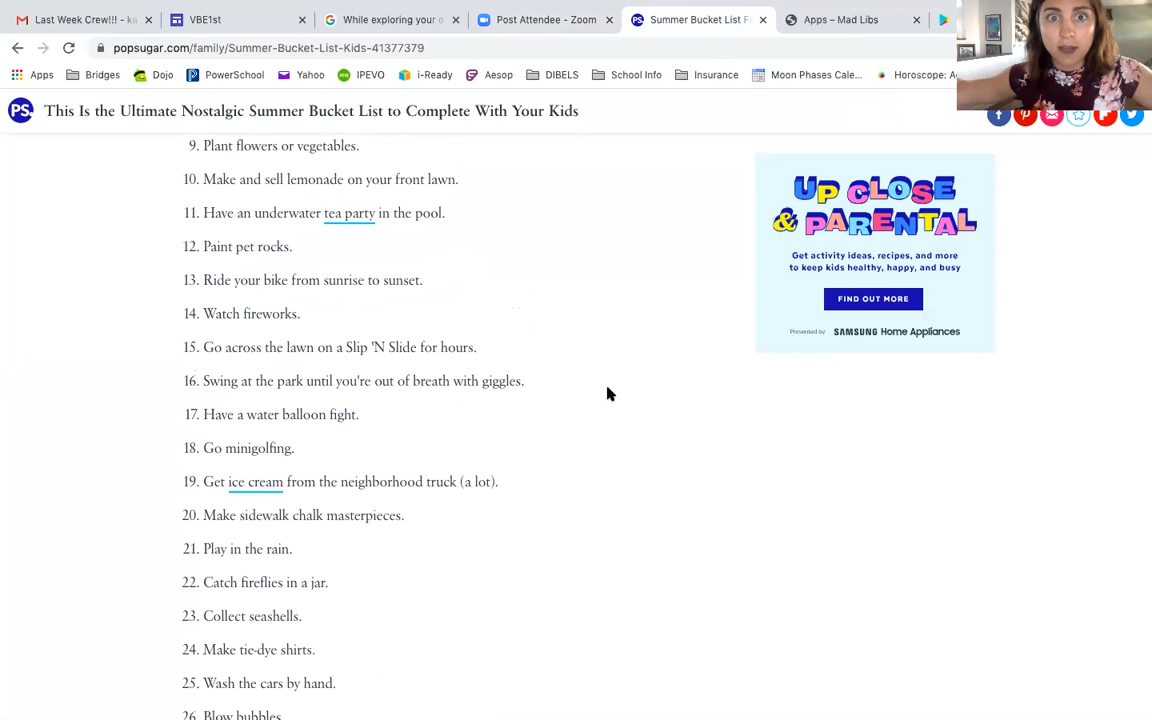 Last Week Crew!!! - ka
VBE1st
While exploring your o
Post Attendee - Zoom
Summer Bucket List F
Apps – Mad Libs
popsugar.com/family/Summer-Bucket-List-Kids-41377379
Apps
Bridges
Dojo
PowerSchool
Yahoo
IPEVO
i-Ready
Aesop
DIBELS
School Info
Insurance
Moon Phases Cale...
Horoscope:
PS.
This Is the Ultimate Nostalgic Summer Bucket List to Complete With Your Kids
9. Plant flowers or vegetables.
10. Make and sell lemonade on your front lawn.
11. Have an underwater tea party in the pool.
12. Paint pet rocks.
13. Ride your bike from sunrise to sunset.
14. Watch fireworks.
15. Go across the lawn on a Slip 'N Slide for hours.
16. Swing at the park until you're out of breath with giggles.
17. Have a water balloon fight.
18. Go minigolfing.
19. Get ice cream from the neighborhood truck (a lot).
20. Make sidewalk chalk masterpieces.
21. Play in the rain.
22. Catch fireflies in a jar.
23. Collect seashells.
24. Make tie-dye shirts.
25. Wash the cars by hand.
26. Blow bubbles.
UP CLOSE
& PARENTAL
Get activity ideas, recipes, and more
to keep kids healthy, happy, and busy
FIND OUT MORE
Presented by SAMSUNG Home Appliances